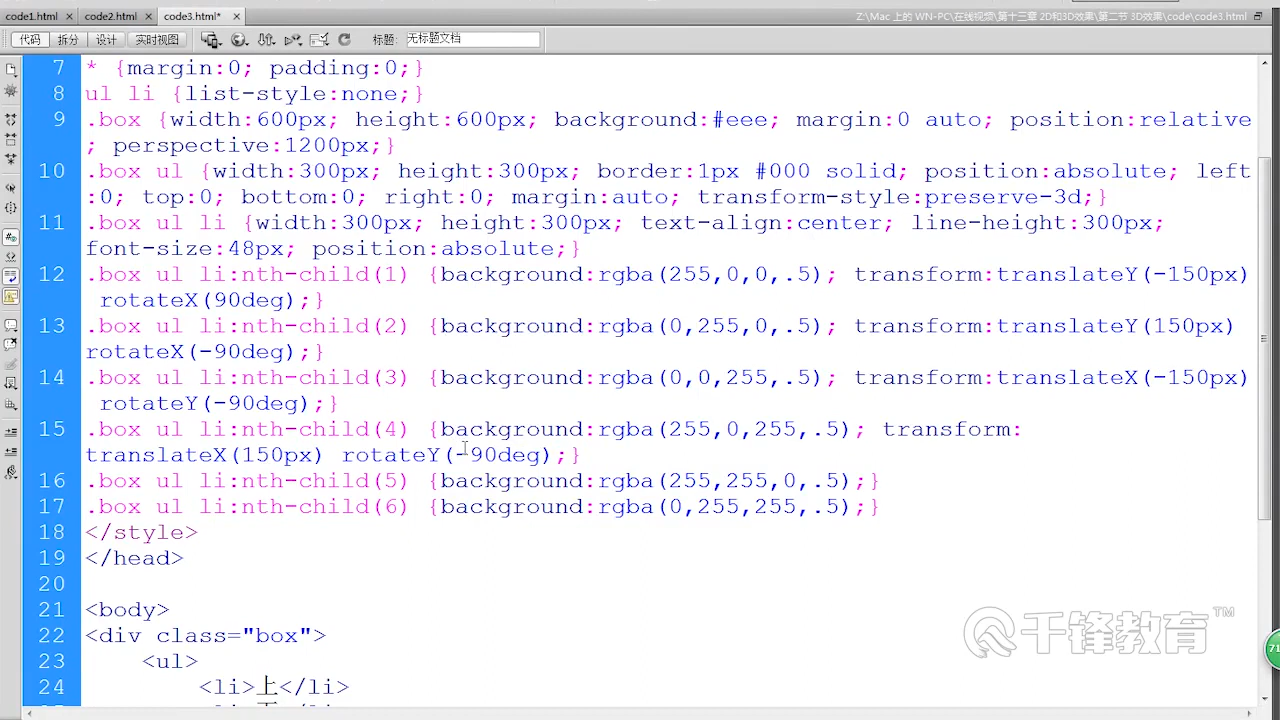 code1.html × code2.html × code3.html* ×
Z:\Mac 上的 WN-PC\在线视频\第十三章 2D和3D效果\第二节 3D效果\code\code3.html
代码 拆分 设计 实时视图 标题: 无标题文档
7 * {margin:0; padding:0;}
8 ul li {list-style:none;}
9 .box {width:600px; height:600px; background:#eee; margin:0 auto; position:relative
; perspective:1200px;}
10 .box ul {width:300px; height:300px; border:1px #000 solid; position:absolute; left
:0; top:0; bottom:0; right:0; margin:auto; transform-style:preserve-3d;}
11 .box ul li {width:300px; height:300px; text-align:center; line-height:300px;
font-size:48px; position:absolute;}
12 .box ul li:nth-child(1) {background:rgba(255,0,0,.5); transform:translateY(-150px)
rotateX(90deg);}
13 .box ul li:nth-child(2) {background:rgba(0,255,0,.5); transform:translateY(150px)
rotateX(-90deg);}
14 .box ul li:nth-child(3) {background:rgba(0,0,255,.5); transform:translateX(-150px)
rotateY(-90deg);}
15 .box ul li:nth-child(4) {background:rgba(255,0,255,.5); transform:
translateX(150px) rotateY(-90deg);}
16 .box ul li:nth-child(5) {background:rgba(255,255,0,.5);}
17 .box ul li:nth-child(6) {background:rgba(0,255,255,.5);}
18 </style>
19 </head>
20
21 <body>
22 <div class="box">
23 <ul>
24 <li>上</li>
千锋教育 TM
71